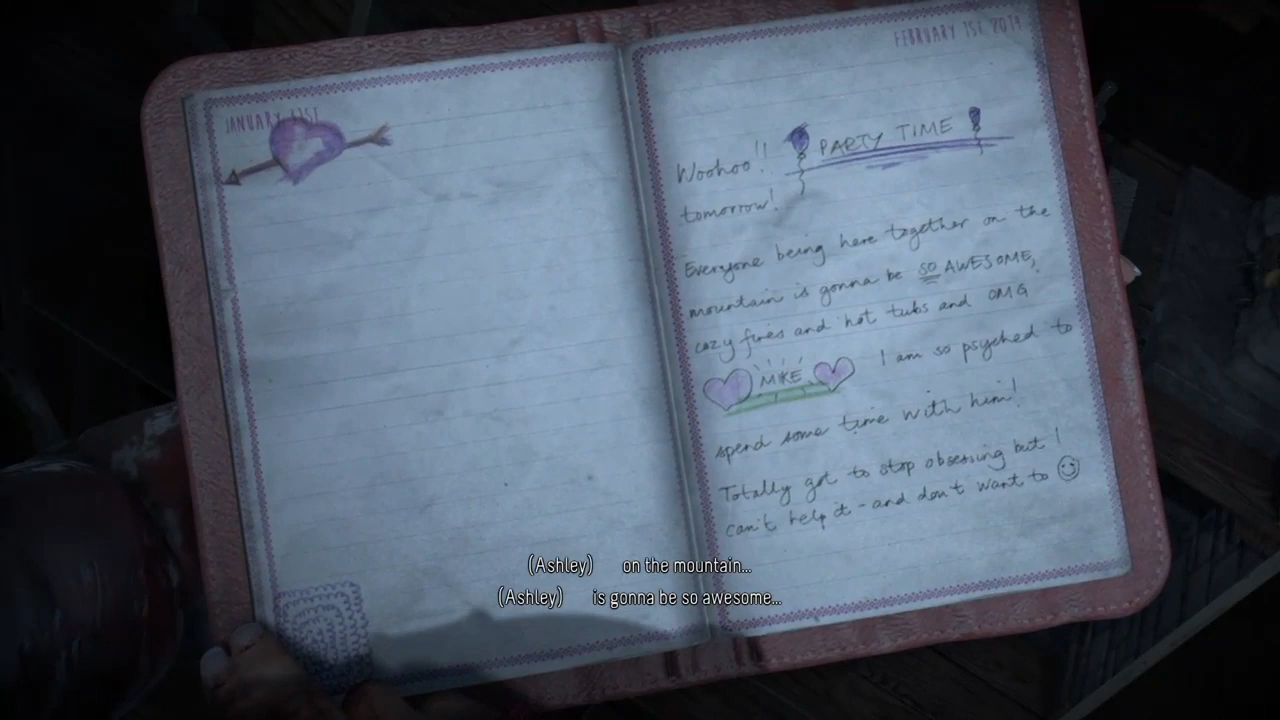 JANUARY 31ST
FEBRUARY 1ST 2014
Woohoo!! PARTY TIME
tomorrow!
Everyone being here together on the
mountain is gonna be SO AWESOME,
cozy fires and hot tubs and OMG
MIKE I am so psyched to
spend some time with him!
Totally got to stop obsessing but I
can't help it - and don't want to
(Ashley) on the mountain...
(Ashley) is gonna be so awesome...